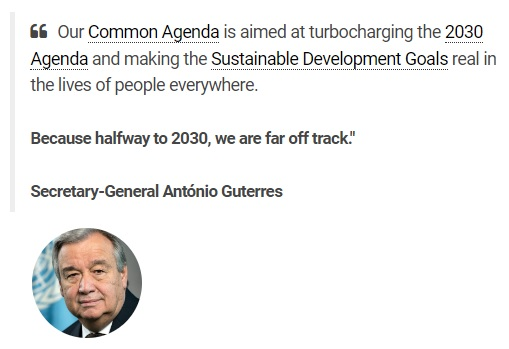 “ Our Common Agenda is aimed at turbocharging the 2030
Agenda and making the Sustainable Development Goals real in
the lives of people everywhere.
Because halfway to 2030, we are far off track."
Secretary-General António Guterres